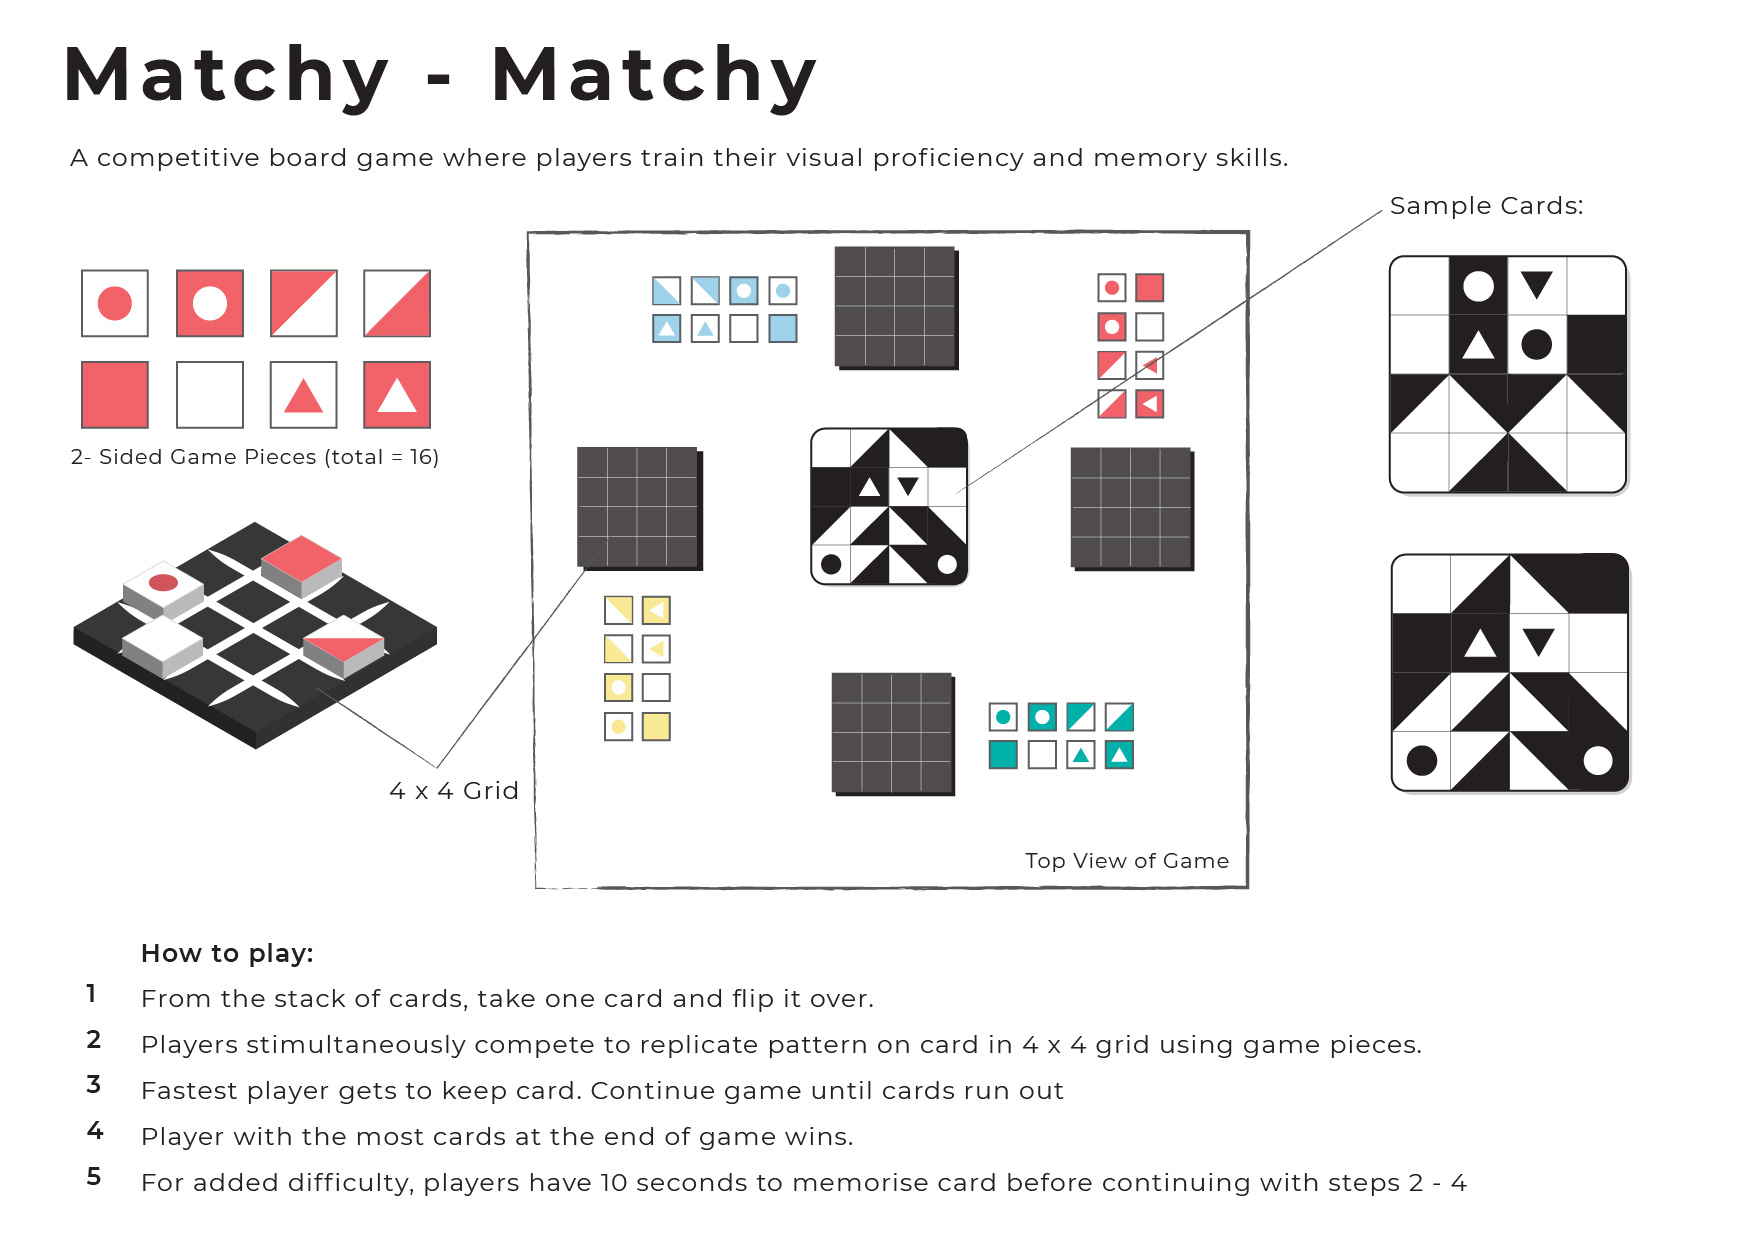 Matchy - Matchy
A competitive board game where players train their visual proficiency and memory skills.
Sample Cards:
2- Sided Game Pieces (total = 16)
4 x 4 Grid
Top View of Game
How to play:
1 From the stack of cards, take one card and flip it over.
2 Players stimultaneously compete to replicate pattern on card in 4 x 4 grid using game pieces.
3 Fastest player gets to keep card. Continue game until cards run out
4 Player with the most cards at the end of game wins.
5 For added difficulty, players have 10 seconds to memorise card before continuing with steps 2 - 4